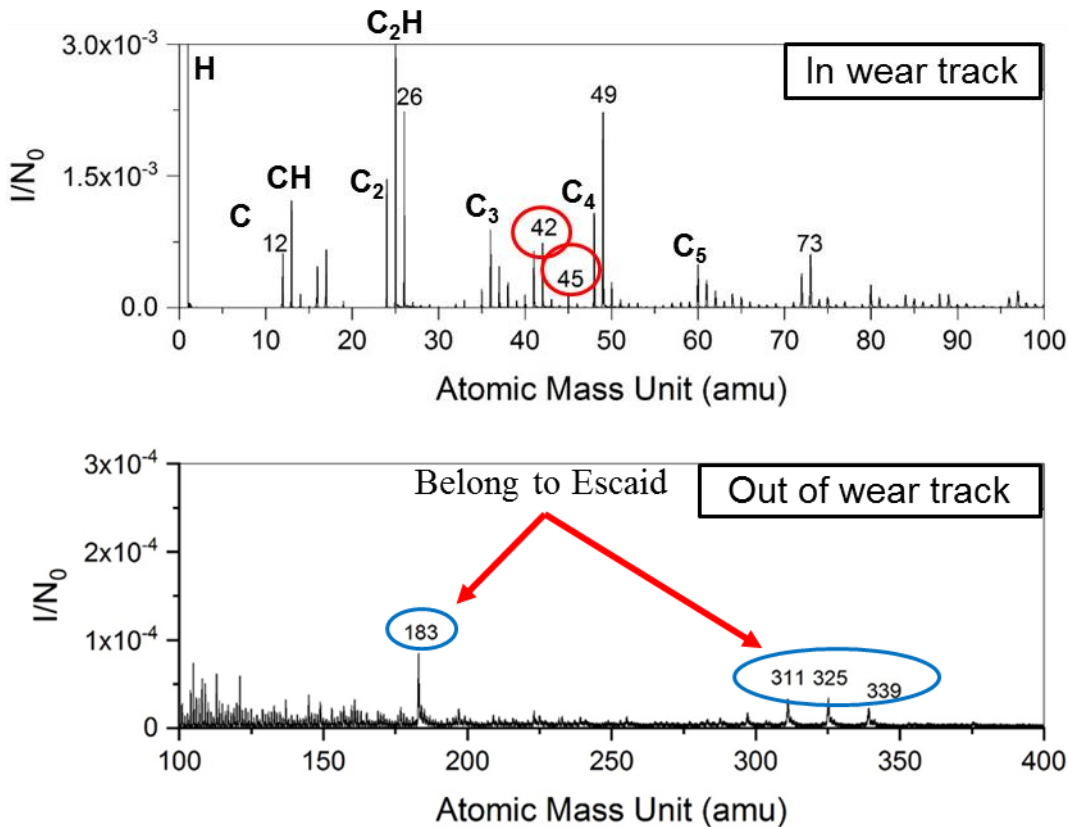 C₂H
3.0x10⁻³
H
In wear track
26
49
I/N₀
1.5x10⁻³
CH
C₂
C
12
C₃
42
C₄
45
C₅
73
0.0
0 10 20 30 40 50 60 70 80 90 100
Atomic Mass Unit (amu)
3x10⁻⁴
Belong to Escaid
Out of wear track
2x10⁻⁴
I/N₀
1x10⁻⁴
183
311 325 339
0
100 150 200 250 300 350 400
Atomic Mass Unit (amu)